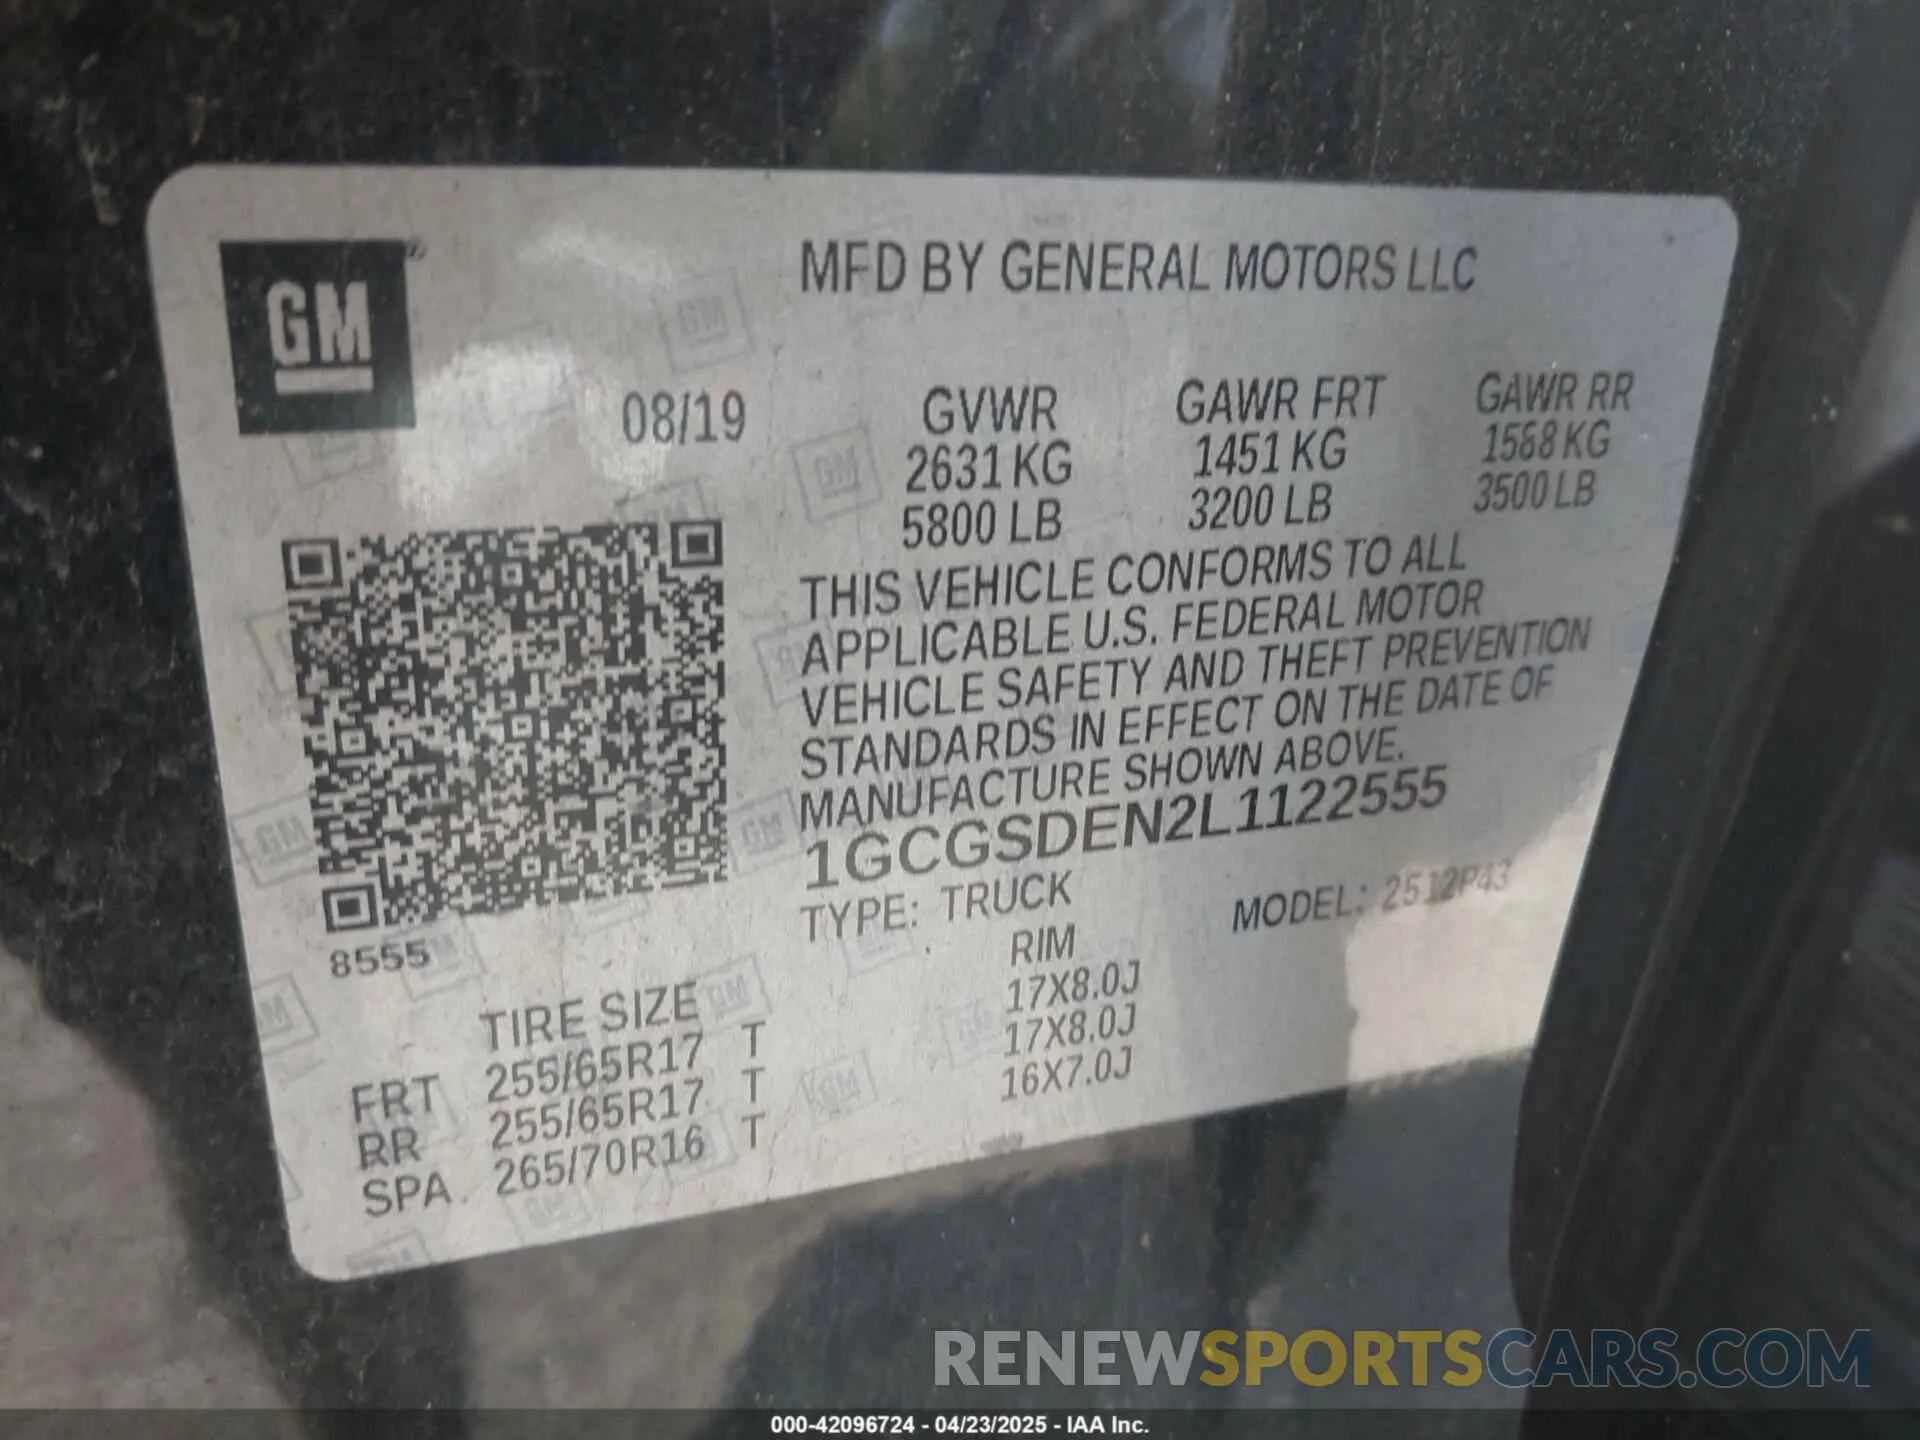 GM
MFD BY GENERAL MOTORS LLC
08/19
GVWR GAWR FRT GAWR RR
2631 KG 1451 KG 1588 KG
5800 LB 3200 LB 3500 LB
THIS VEHICLE CONFORMS TO ALL
APPLICABLE U.S. FEDERAL MOTOR
VEHICLE SAFETY AND THEFT PREVENTION
STANDARDS IN EFFECT ON THE DATE OF
MANUFACTURE SHOWN ABOVE.
1GCGSDEN2L1122555
TYPE: TRUCK MODEL:
8555
TIRE SIZE RIM
FRT 255/65R17 T 17X8.0J
RR 255/65R17 T 17X8.0J
SPA 265/70R16 T 16X7.0J
RENEWSPORTSCARS.COM
000-42096724 - 04/23/2025 - IAA Inc.